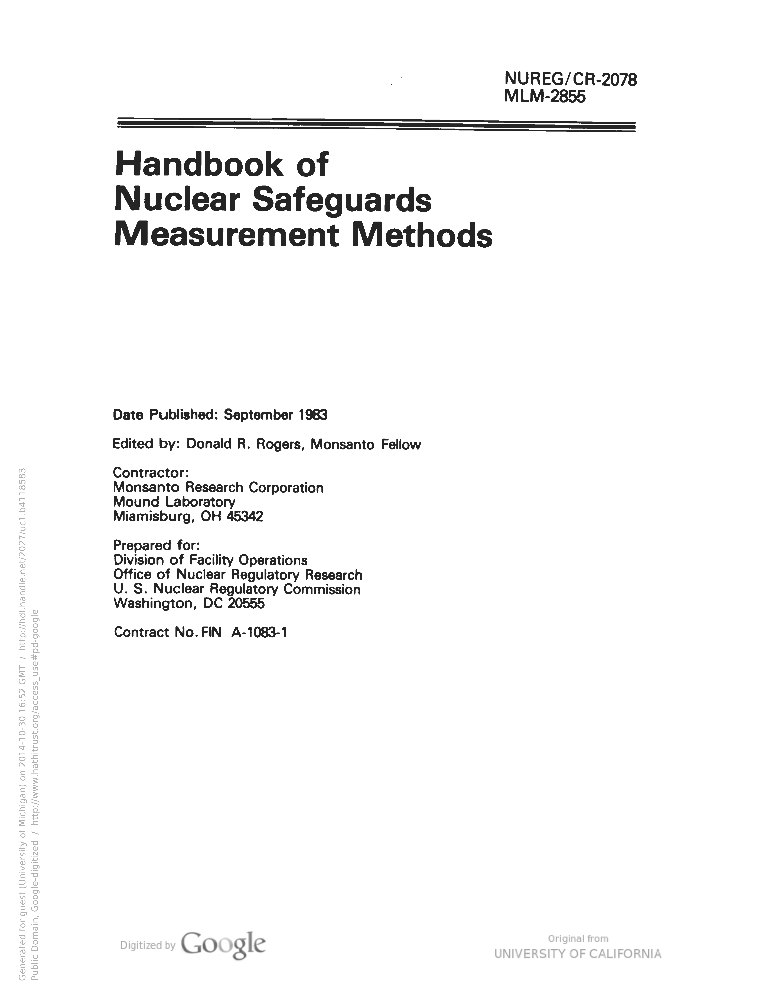 NUREG/CR-2078
MLM-2855
Handbook of
Nuclear Safeguards
Measurement Methods
Date Published: September 1983
Edited by: Donald R. Rogers, Monsanto Fellow
Contractor:
Monsanto Research Corporation
Mound Laboratory
Miamisburg, OH 45342
Prepared for:
Division of Facility Operations
Office of Nuclear Regulatory Research
U. S. Nuclear Regulatory Commission
Washington, DC 20555
Contract No. FIN A-1083-1
Generated for guest (University of Michigan) on 2014-10-30 16:52 GMT / http://hdl.handle.net/2027/uc1.b4118583
Public Domain, Google-digitized / http://www.hathitrust.org/access_use#pd-google
Digitized by Google
Original from
UNIVERSITY OF CALIFORNIA